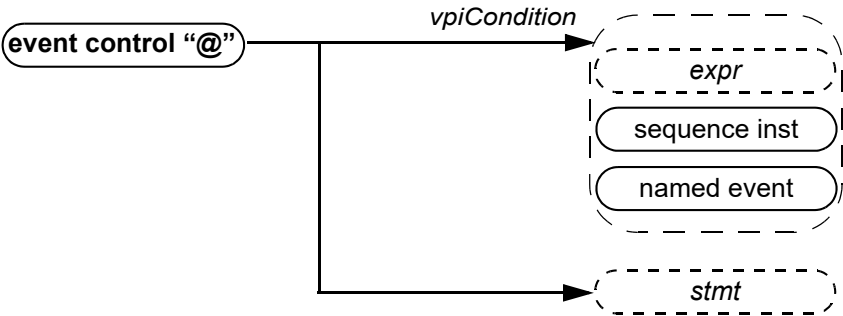 vpiCondition
event control “@”
expr
sequence inst
named event
stmt